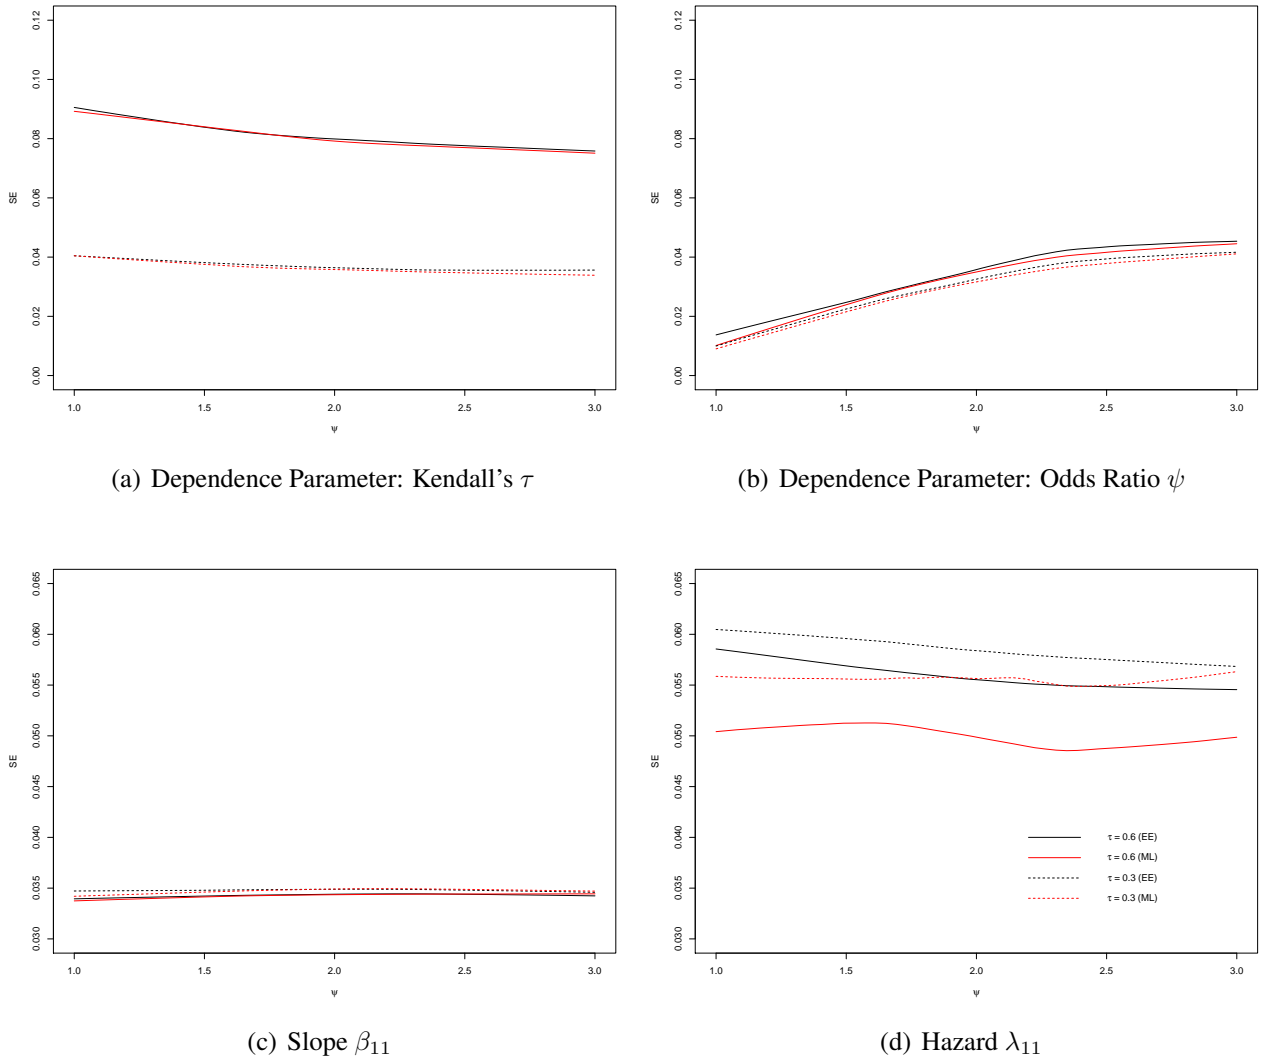 0.12
0.10
0.08
0.06
0.04
0.02
0.00
SE
1.0 1.5 2.0 2.5 3.0
ψ
(a) Dependence Parameter: Kendall's τ
0.12
0.10
0.08
0.06
0.04
0.02
0.00
SE
1.0 1.5 2.0 2.5 3.0
ψ
(b) Dependence Parameter: Odds Ratio ψ
0.065
0.060
0.055
0.050
0.045
0.040
0.035
0.030
SE
1.0 1.5 2.0 2.5 3.0
ψ
(c) Slope β₁₁
0.065
0.060
0.055
0.050
0.045
0.040
0.035
0.030
SE
τ = 0.6 (EE)
τ = 0.6 (ML)
τ = 0.3 (EE)
τ = 0.3 (ML)
1.0 1.5 2.0 2.5 3.0
ψ
(d) Hazard λ₁₁